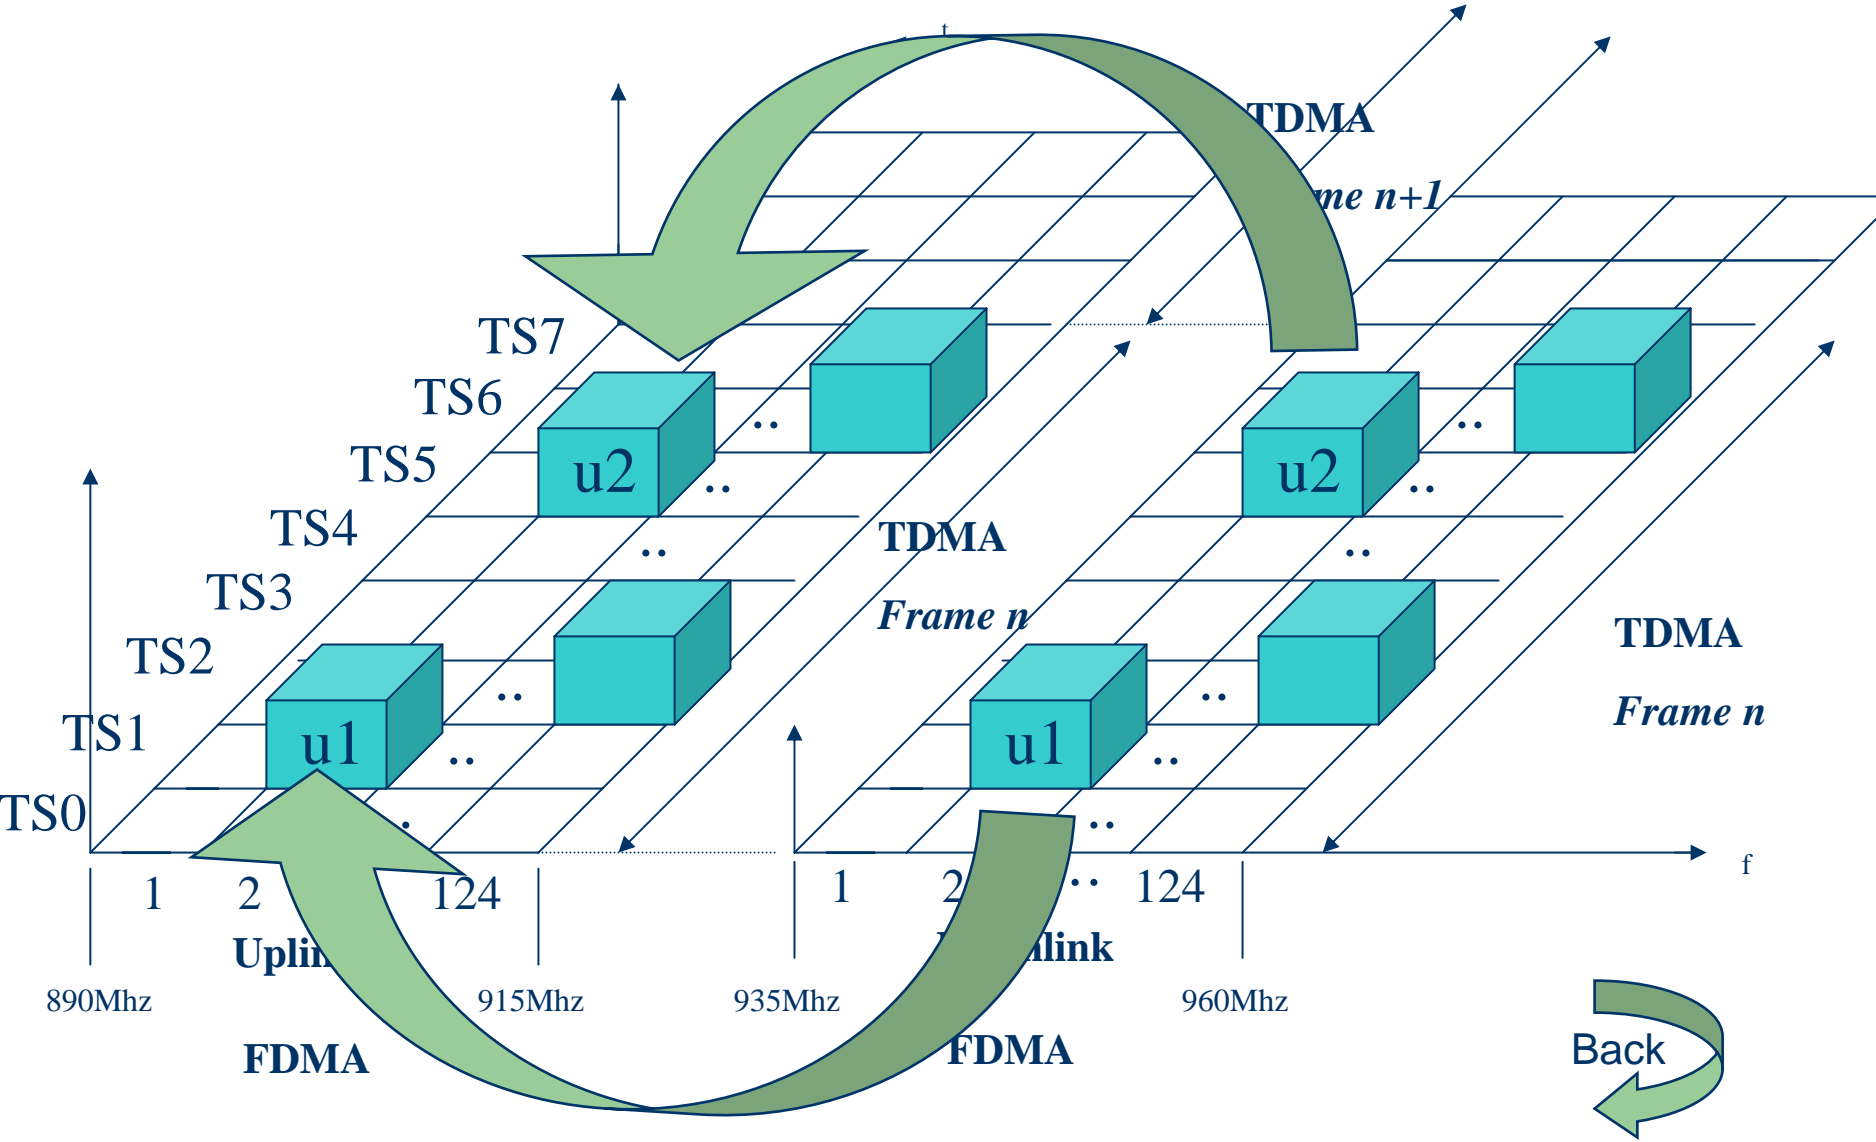 t
TDMA
me n+1
TS7
TS6
TS5
u2
u2
TS4
TDMA
TS3
Frame n
TDMA
TS2
Frame n
TS1
u1
u1
TS0
f
1 2 124
1 2 .. 124
890Mhz 915Mhz 935Mhz 960Mhz
FDMA
FDMA
Back